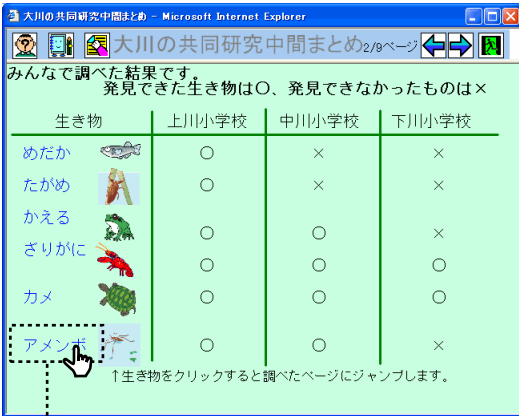 大川の共同研究中間まとめ - Microsoft Internet Explorer
大川の共同研究中間まとめ2/9ページ
みんなで調べた結果です。
発見できた生き物は○、発見できなかったものは×
生き物 上川小学校 中川小学校 下川小学校
めだか ○ × ×
たがめ ○ × ×
かえる ○ ○ ×
ざりがに ○ ○ ○
カメ ○ ○ ○
アメンボ ○ ○ ×
↑生き物をクリックすると調べたページにジャンプします。